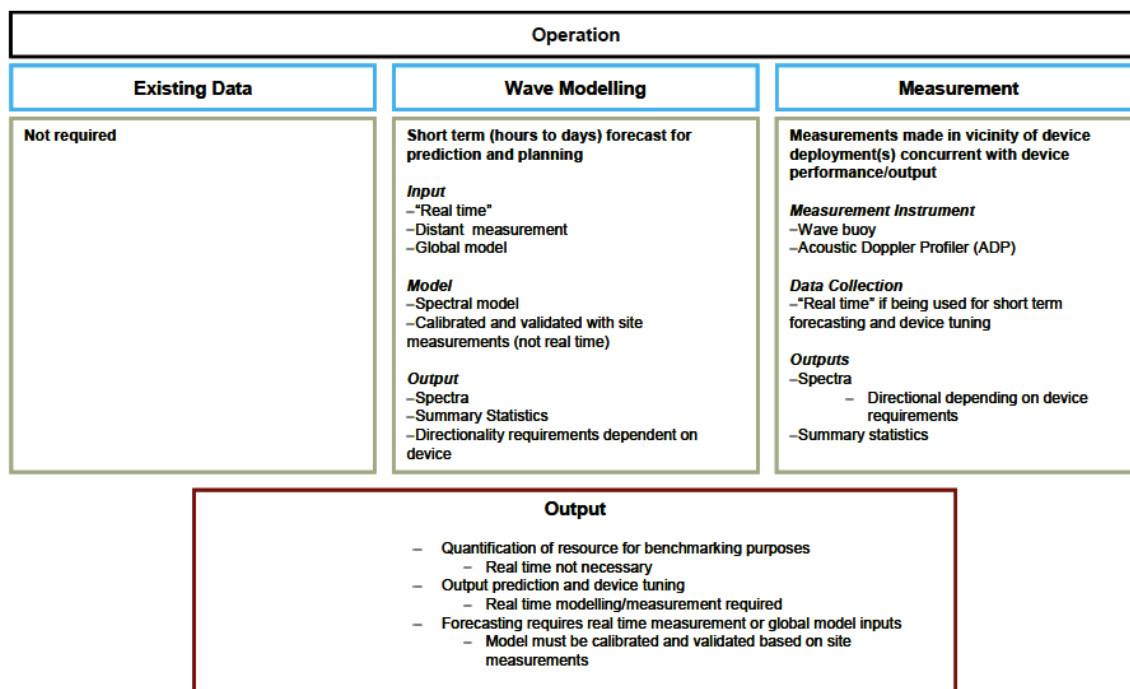 Operation
Existing Data
Wave Modelling
Measurement
Not required
Short term (hours to days) forecast for
prediction and planning
Input
–“Real time”
–Distant measurement
–Global model
Model
–Spectral model
–Calibrated and validated with site
measurements (not real time)
Output
–Spectra
–Summary Statistics
–Directionality requirements dependent on
device
Measurements made in vicinity of device
deployment(s) concurrent with device
performance/output
Measurement Instrument
–Wave buoy
–Acoustic Doppler Profiler (ADP)
Data Collection
–“Real time” if being used for short term
forecasting and device tuning
Outputs
–Spectra
– Directional depending on device
requirements
–Summary statistics
Output
– Quantification of resource for benchmarking purposes
– Real time not necessary
– Output prediction and device tuning
– Real time modelling/measurement required
– Forecasting requires real time measurement or global model inputs
– Model must be calibrated and validated based on site
measurements